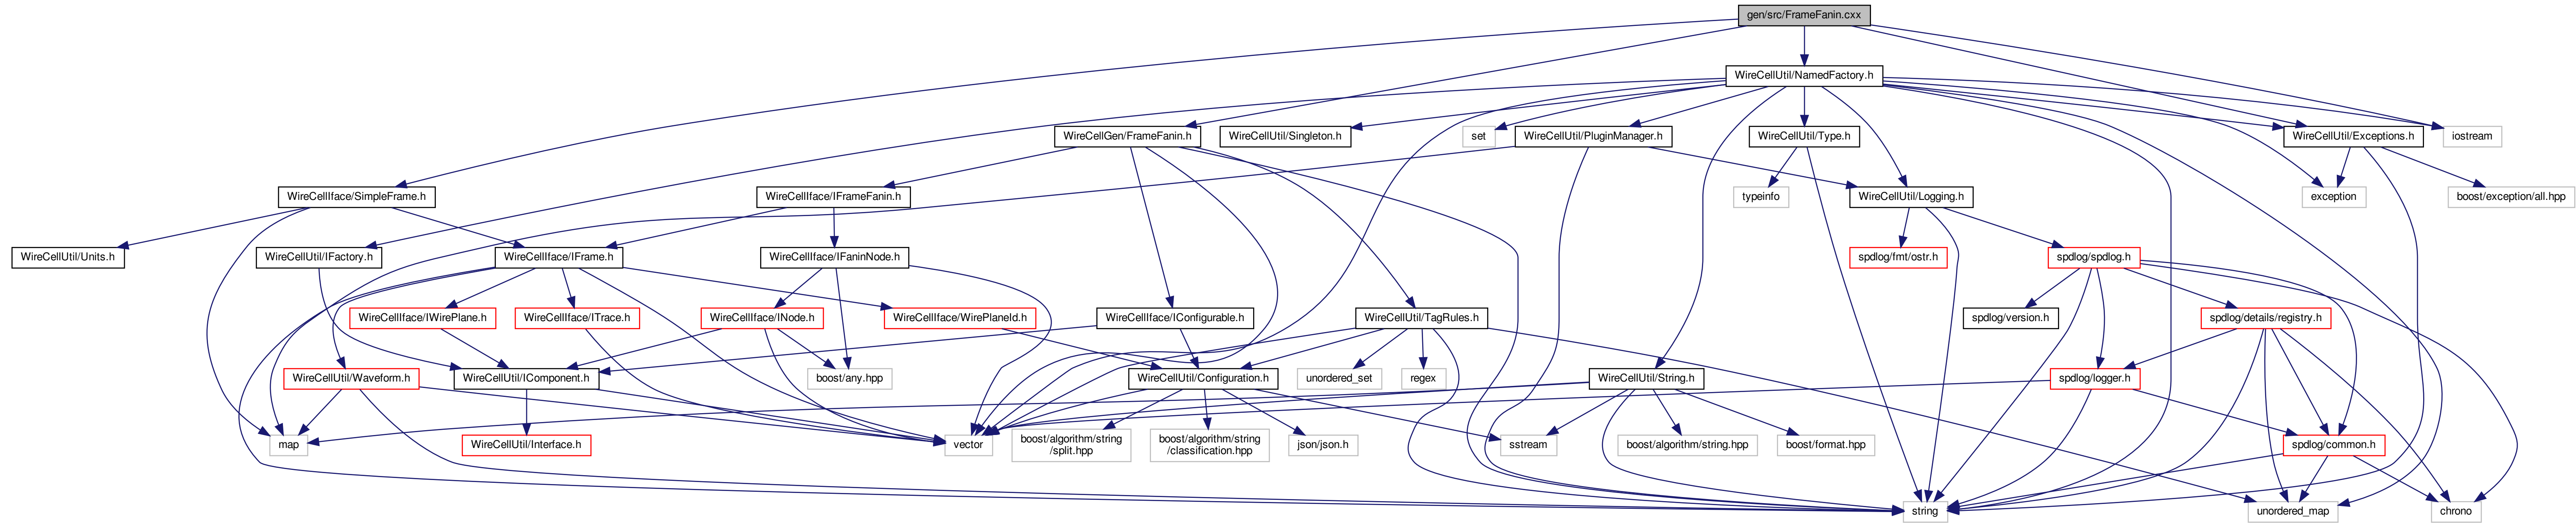 gen/src/FrameFanin.cxx
WireCellUtil/NamedFactory.h
WireCellGen/FrameFanin.h
WireCellUtil/Singleton.h
set
WireCellUtil/PluginManager.h
WireCellUtil/Type.h
WireCellUtil/Exceptions.h
iostream
WireCellIface/SimpleFrame.h
WireCellIface/IFrameFanin.h
typeinfo
WireCellUtil/Logging.h
exception
boost/exception/all.hpp
WireCellUtil/Units.h
WireCellUtil/IFactory.h
WireCellIface/IFrame.h
WireCellIface/IFaninNode.h
spdlog/fmt/ostr.h
spdlog/spdlog.h
WireCellIface/IWirePlane.h
WireCellIface/ITrace.h
WireCellIface/INode.h
WireCellIface/WirePlaneId.h
WireCellIface/IConfigurable.h
WireCellUtil/TagRules.h
spdlog/version.h
spdlog/details/registry.h
WireCellUtil/Waveform.h
WireCellUtil/IComponent.h
boost/any.hpp
WireCellUtil/Configuration.h
unordered_set
regex
WireCellUtil/String.h
spdlog/logger.h
map
WireCellUtil/Interface.h
vector
boost/algorithm/string
/split.hpp
boost/algorithm/string
/classification.hpp
json/json.h
sstream
boost/algorithm/string.hpp
boost/format.hpp
spdlog/common.h
string
unordered_map
chrono